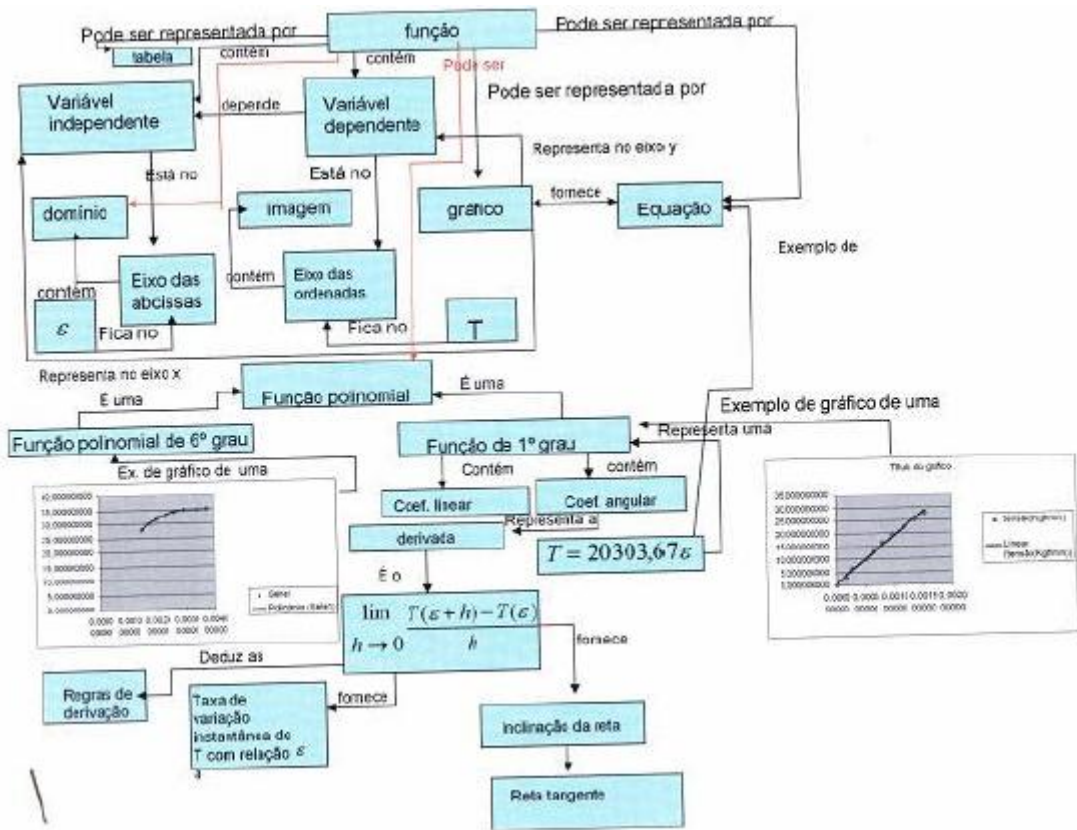 Pode ser representada por
função
Pode ser representada por
tabela
contém
contém
Pode ser
Pode ser representada por
Variável
independente
depende
Variável
dependente
Representa no eixo y
Está no
Está no
domínio
imagem
gráfico
fornece
Equação
Exemplo de
Eixo das
abcissas
contém
Eixo das
ordenadas
contém
ε
Fica no
Fica no
T
Representa no eixo x
Função polinomial
É uma
É uma
Exemplo de gráfico de uma
Função polinomial de 6º grau
Função de 1º grau
Representa uma
Ex. de gráfico de uma
Contém
contém
Título do gráfico
Coef. linear
Coef. angular
Representa a
derivada
T = 20303,67ε
É o
lim
h → 0
T(ε + h) − T(ε)
h
fornece
Deduz as
Regras de
derivação
Taxa de
variação
instantânea de
T com relação ε
a
fornece
inclinação da reta
Reta tangente